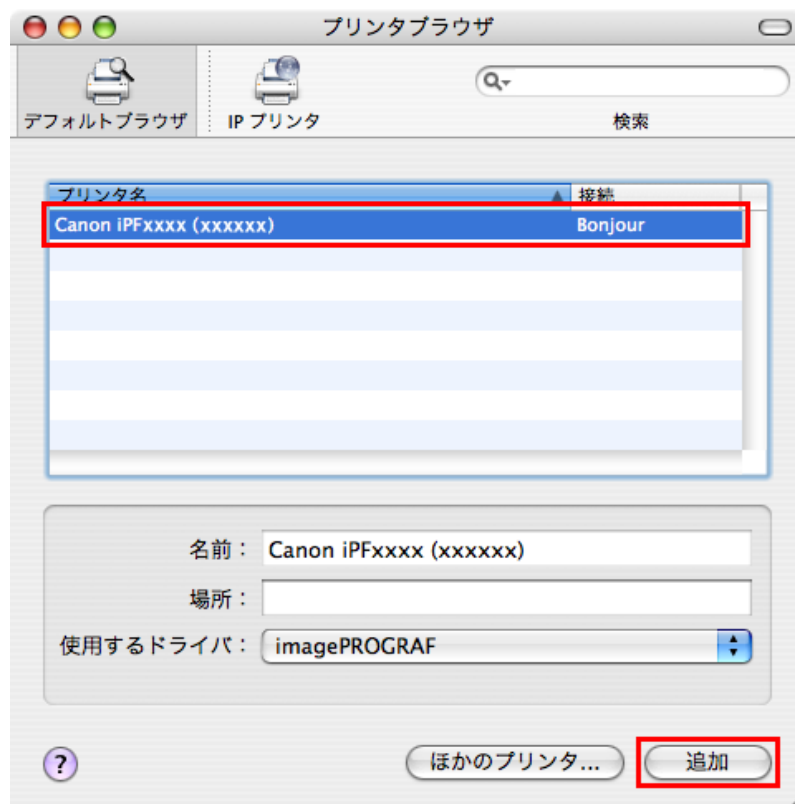 プリンタブラウザ
デフォルトブラウザ
IP プリンタ
検索
プリンタ名 接続
Canon iPFxxxx (xxxxxx) Bonjour
名前： Canon iPFxxxx (xxxxxx)
場所：
使用するドライバ： imagePROGRAF
?
ほかのプリンタ...
追加